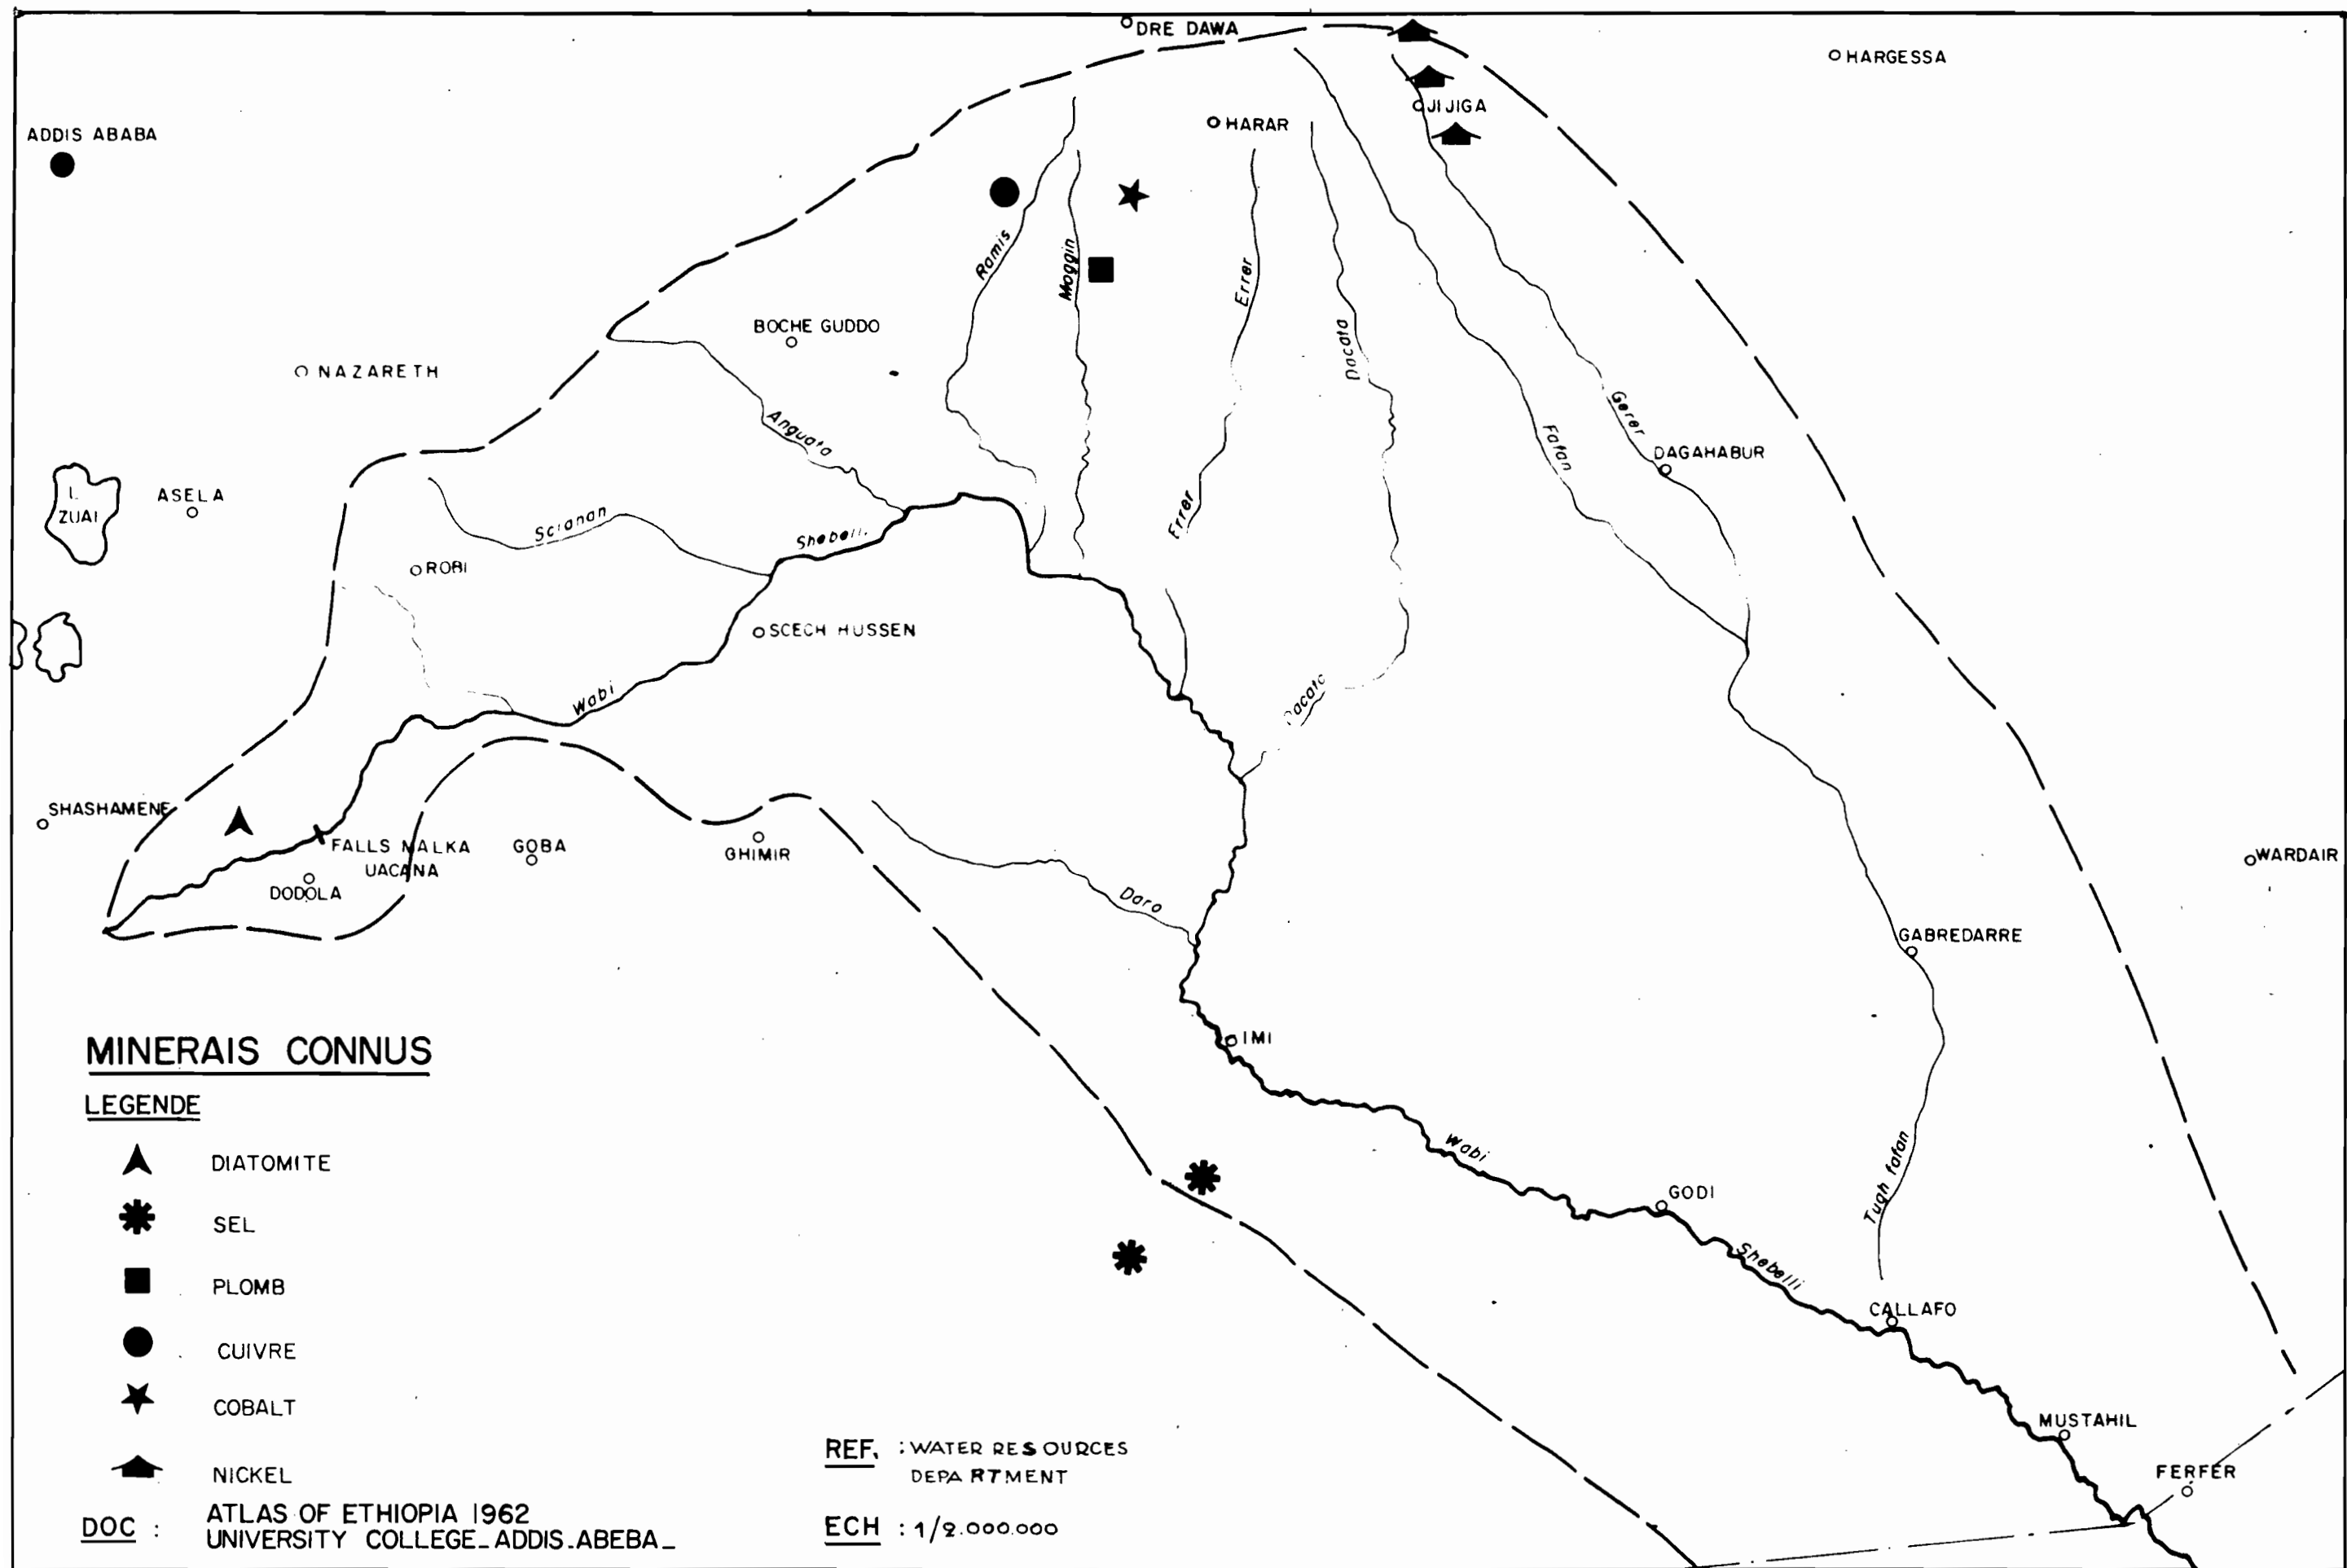 DRE DAWA
HARGESSA
JIJIGA
ADDIS ABABA
HARAR
Ramis
Moggin
Errer
Dacata
BOCHE GUDDO
NAZARETH
Anguata
Gerer
Fafan
DAGAHABUR
L.
ZUAI
ASELA
Scianan
Shebelli
Errer
ROBI
SCECH HUSSEN
Wabi
Dacata
SHASHAMENE
FALLS MALKA
UACANA
GOBA
GHIMIR
DODOLA
WARDAIR
Daro
GABREDARRE
IMI
MINERAIS CONNUS
LEGENDE
DIATOMITE
SEL
PLOMB
CUIVRE
COBALT
NICKEL
DOC :
ATLAS OF ETHIOPIA 1962
UNIVERSITY COLLEGE_ADDIS.ABEBA_
REF. : WATER RESOURCES
DEPARTMENT
ECH : 1/2.000.000
Wabi
Tugh fafan
GODI
Shebelli
CALLAFO
MUSTAHIL
FERFER